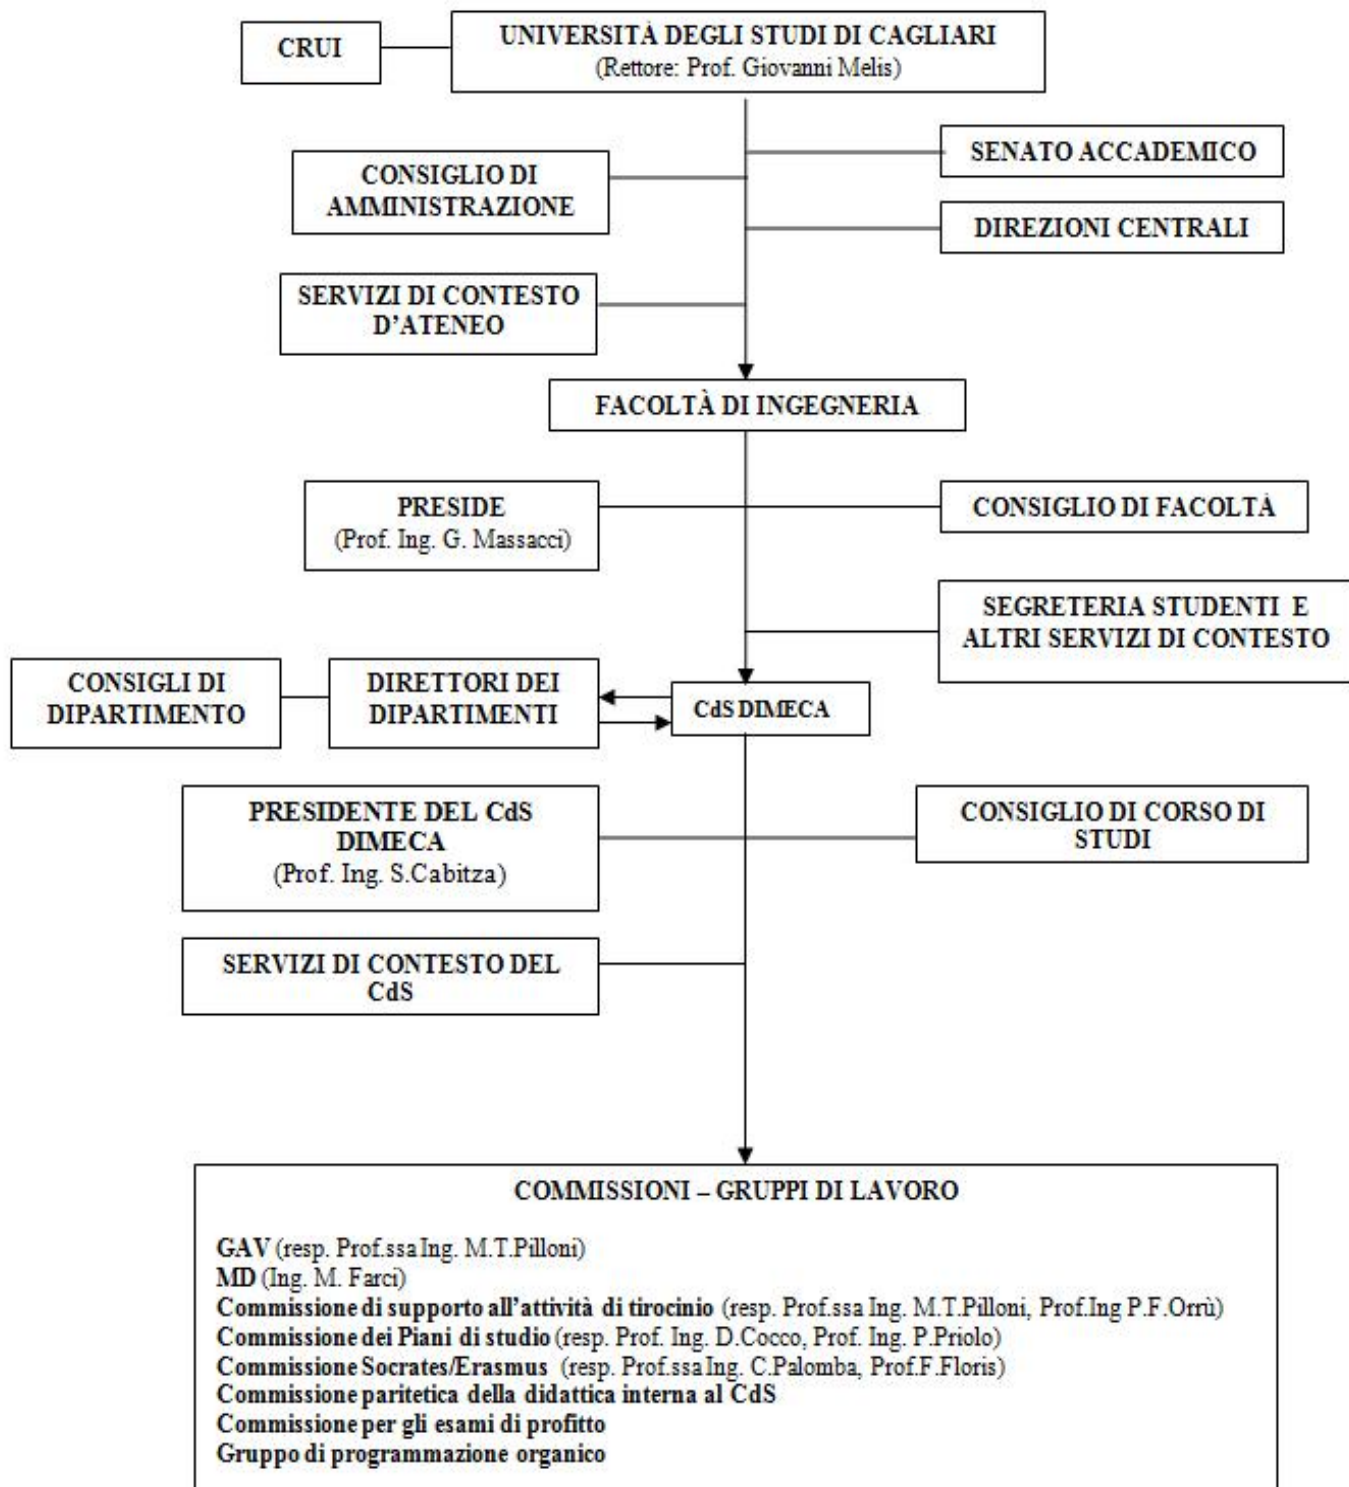 CRUI
UNIVERSITÀ DEGLI STUDI DI CAGLIARI
(Rettore: Prof. Giovanni Melis)
SENATO ACCADEMICO
CONSIGLIO DI
AMMINISTRAZIONE
DIREZIONI CENTRALI
SERVIZI DI CONTESTO
D’ATENEO
FACOLTÀ DI INGEGNERIA
PRESIDE
(Prof. Ing. G. Massacci)
CONSIGLIO DI FACOLTÀ
SEGRETERIA STUDENTI E
ALTRI SERVIZI DI CONTESTO
CONSIGLI DI
DIPARTIMENTO
DIRETTORI DEI
DIPARTIMENTI
CdS DIMECA
PRESIDENTE DEL CdS
DIMECA
(Prof. Ing. S.Cabitza)
CONSIGLIO DI CORSO DI
STUDI
SERVIZI DI CONTESTO DEL
CdS
COMMISSIONI – GRUPPI DI LAVORO
GAV (resp. Prof.ssa Ing. M.T.Pilloni)
MD (Ing. M. Farci)
Commissione di supporto all’attività di tirocinio (resp. Prof.ssa Ing. M.T.Pilloni, Prof.Ing P.F.Orrù)
Commissione dei Piani di studio (resp. Prof. Ing. D.Cocco, Prof. Ing. P.Priolo)
Commissione Socrates/Erasmus (resp. Prof.ssa Ing. C.Palomba, Prof.F.Floris)
Commissione paritetica della didattica interna al CdS
Commissione per gli esami di profitto
Gruppo di programmazione organico